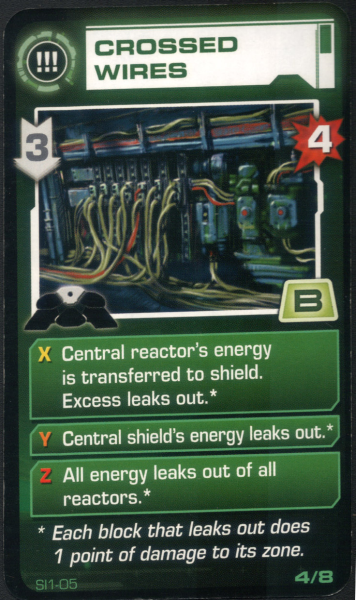 !!!
CROSSED
WIRES
3
4
B
X Central reactor's energy
is transferred to shield.
Excess leaks out.*
Y Central shield's energy leaks out.*
Z All energy leaks out of all
reactors.*
* Each block that leaks out does
1 point of damage to its zone.
SI1-05
4/8